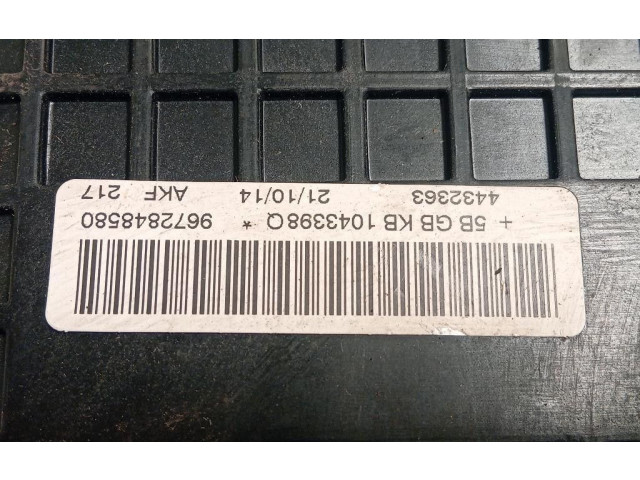 + 5B GB KB 1043398Q * 9672848580
4432363 21/10/14 AKF 217